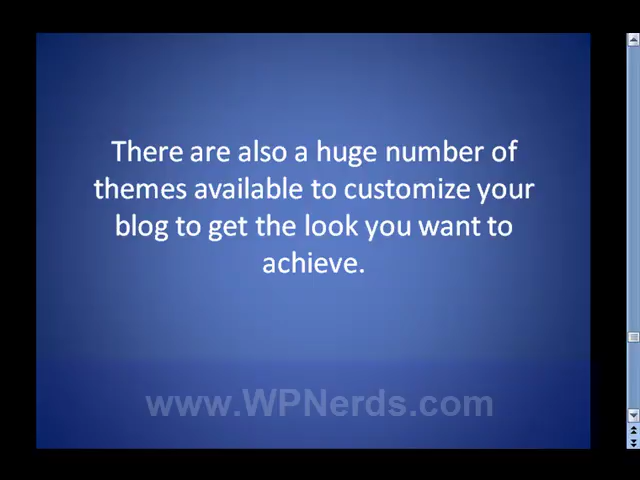 There are also a huge number of
themes available to customize your
blog to get the look you want to
achieve.
www.WPNerds.com